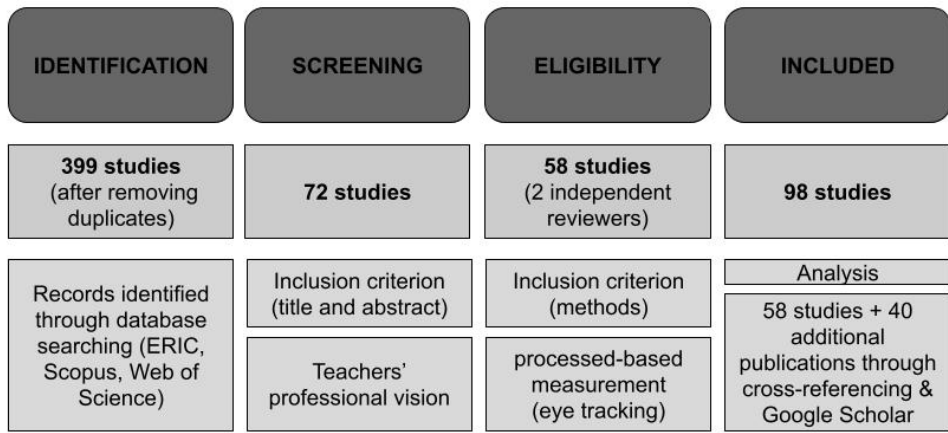 IDENTIFICATION
SCREENING
ELIGIBILITY
INCLUDED
399 studies
(after removing
duplicates)
72 studies
58 studies
(2 independent
reviewers)
98 studies
Records identified
through database
searching (ERIC,
Scopus, Web of
Science)
Inclusion criterion
(title and abstract)
Teachers’
professional vision
Inclusion criterion
(methods)
processed-based
measurement
(eye tracking)
Analysis
58 studies + 40
additional
publications through
cross-referencing &
Google Scholar